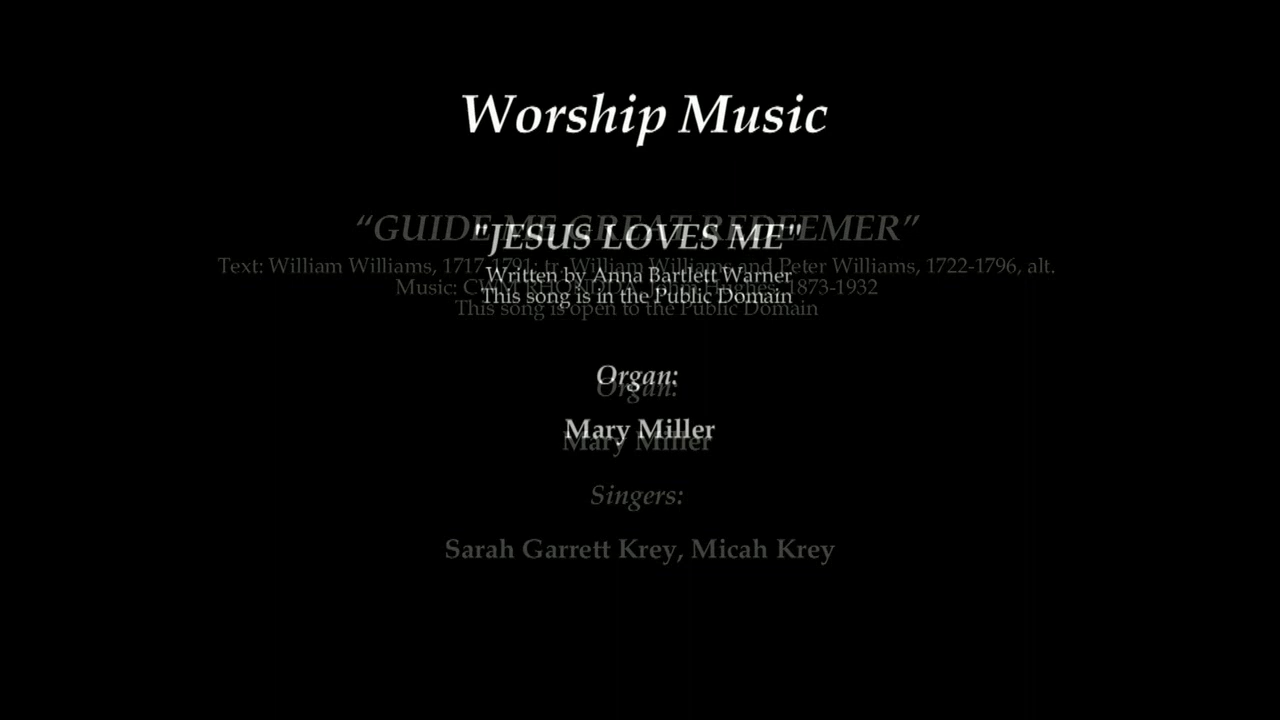 Worship Music
“GUIDE ME GREAT REDEEMER”
"JESUS LOVES ME"
Text: William Williams, 1717-1791; tr. William Williams and Peter Williams, 1722-1796, alt.
Written by Anna Bartlett Warner
Music: CWM RHONDDA, John Hughes, 1873-1932
This song is in the Public Domain
This song is open to the Public Domain
Organ:
Organ:
Mary Miller
Mary Miller
Singers:
Sarah Garrett Krey, Micah Krey